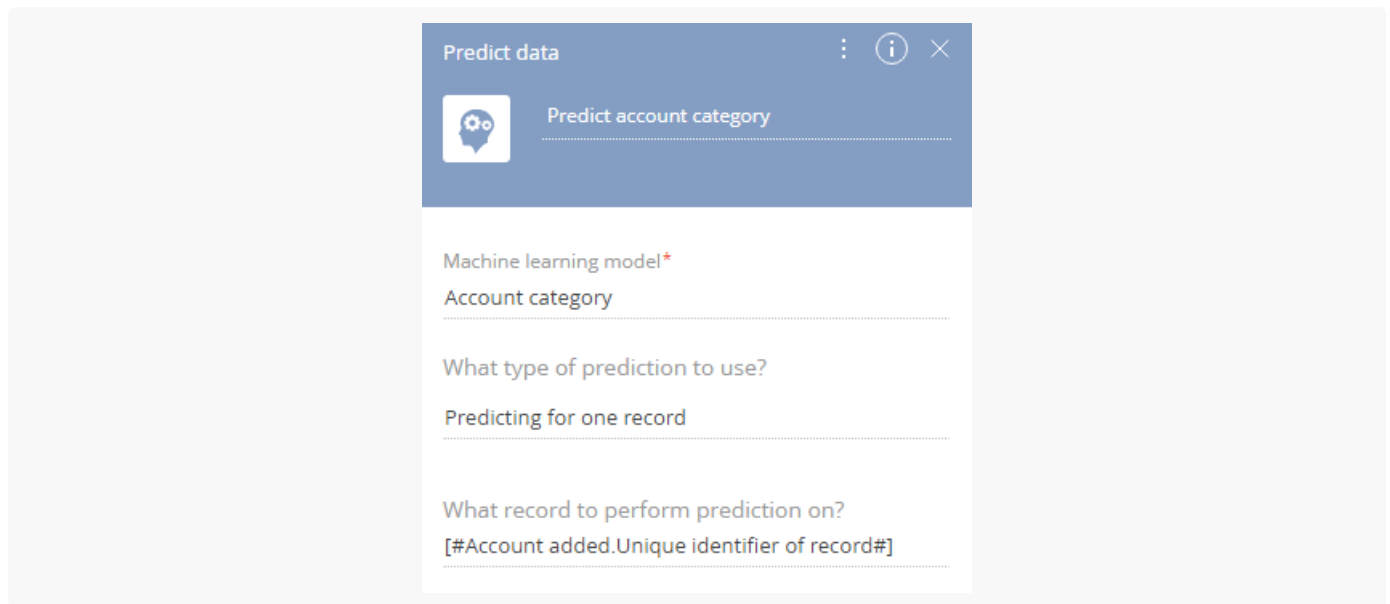 Predict data
Predict account category
Machine learning model*
Account category
What type of prediction to use?
Predicting for one record
What record to perform prediction on?
[#Account added.Unique identifier of record#]